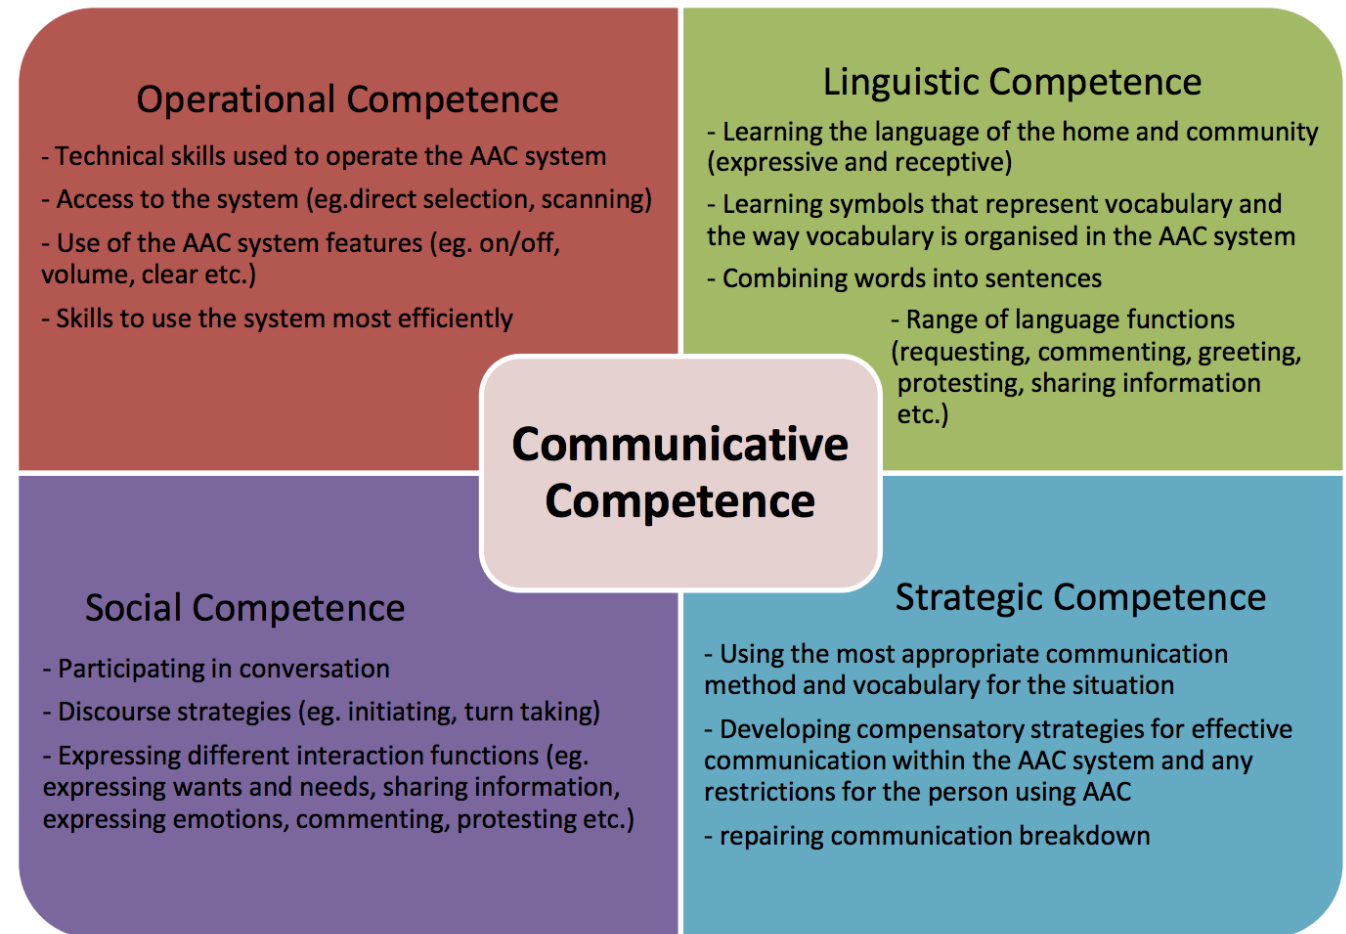 Operational Competence
- Technical skills used to operate the AAC system
- Access to the system (eg.direct selection, scanning)
- Use of the AAC system features (eg. on/off,
volume, clear etc.)
- Skills to use the system most efficiently
Linguistic Competence
- Learning the language of the home and community
(expressive and receptive)
- Learning symbols that represent vocabulary and
the way vocabulary is organised in the AAC system
- Combining words into sentences
- Range of language functions
(requesting, commenting, greeting,
protesting, sharing information
etc.)
Communicative
Competence
Social Competence
- Participating in conversation
- Discourse strategies (eg. initiating, turn taking)
- Expressing different interaction functions (eg.
expressing wants and needs, sharing information,
expressing emotions, commenting, protesting etc.)
Strategic Competence
- Using the most appropriate communication
method and vocabulary for the situation
- Developing compensatory strategies for effective
communication within the AAC system and any
restrictions for the person using AAC
- repairing communication breakdown